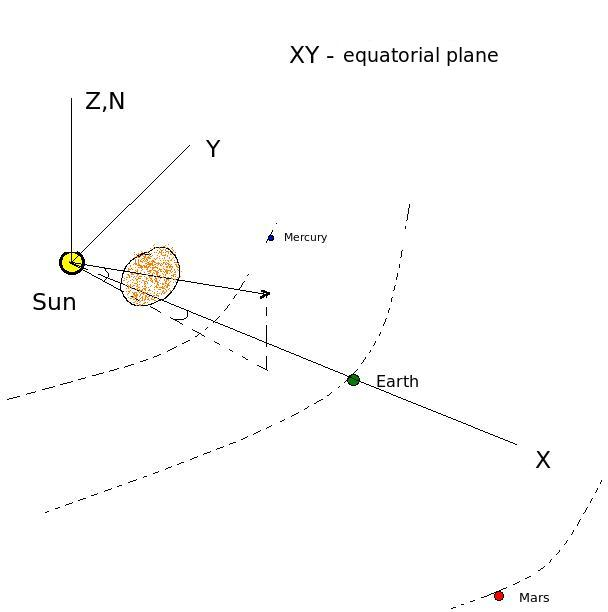 XY - equatorial plane
Z,N
Y
Mercury
Sun
Earth
X
Mars